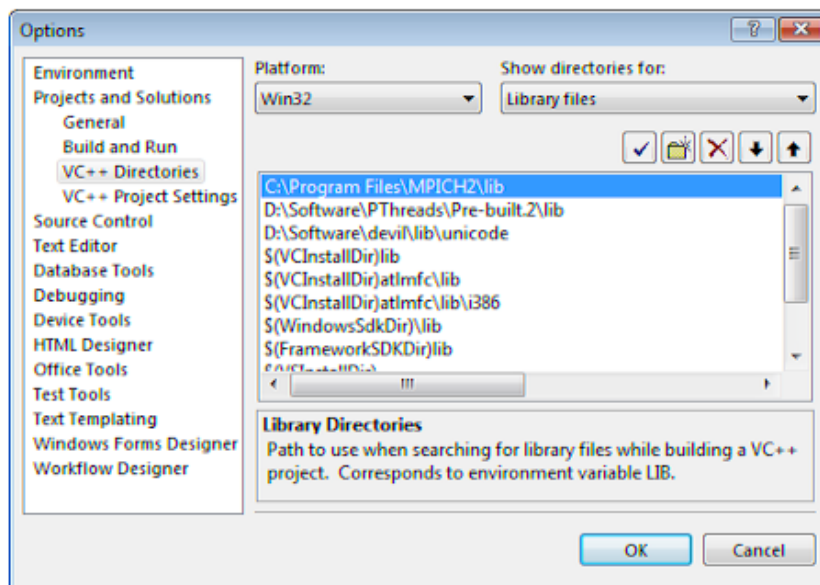 Options
Environment
Projects and Solutions
General
Build and Run
VC++ Directories
VC++ Project Settings
Source Control
Text Editor
Database Tools
Debugging
Device Tools
HTML Designer
Office Tools
Test Tools
Text Templating
Windows Forms Designer
Workflow Designer
Platform:
Win32
Show directories for:
Library files
C:\Program Files\MPICH2\lib
D:\Software\PThreads\Pre-built.2\lib
D:\Software\devil\lib\unicode
$(VCInstallDir)lib
$(VCInstallDir)atlmfc\lib
$(VCInstallDir)atlmfc\lib\i386
$(WindowsSdkDir)\lib
$(FrameworkSDKDir)lib
$(VSInstallDir)
Library Directories
Path to use when searching for library files while building a VC++
project.  Corresponds to environment variable LIB.
OK
Cancel